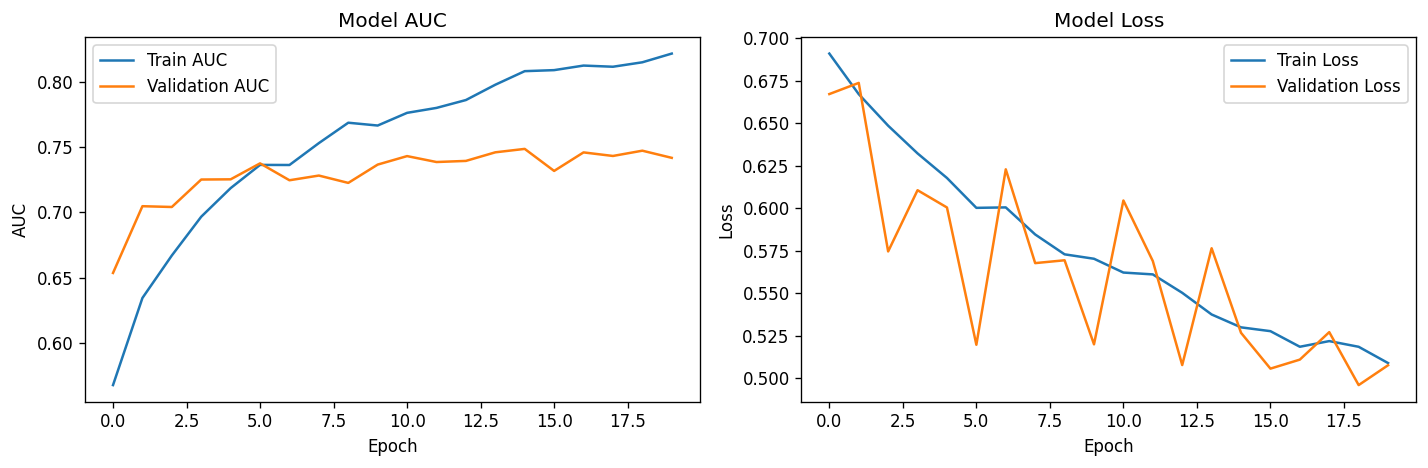 Model AUC
Train AUC
Validation AUC
0.80
0.75
0.70
0.65
0.60
AUC
0.0 2.5 5.0 7.5 10.0 12.5 15.0 17.5
Epoch
Model Loss
Train Loss
Validation Loss
0.700
0.675
0.650
0.625
0.600
0.575
0.550
0.525
0.500
Loss
0.0 2.5 5.0 7.5 10.0 12.5 15.0 17.5
Epoch